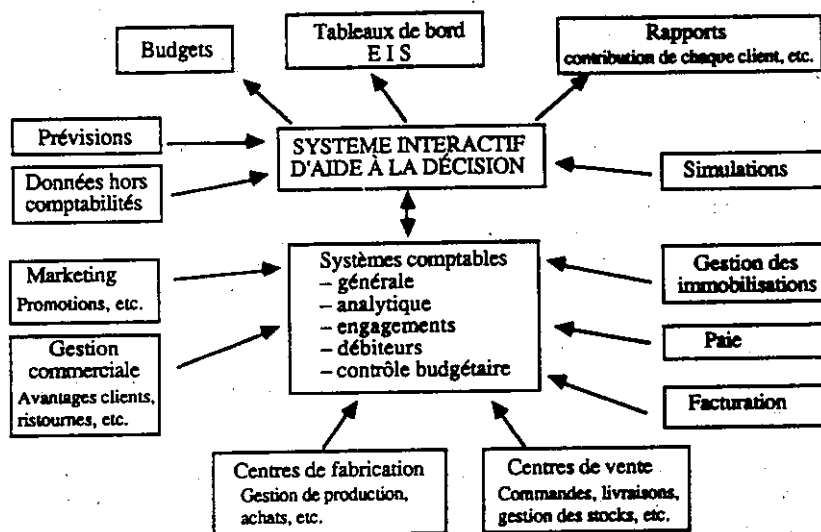 Budgets
Tableaux de bord
E I S
Rapports
contribution de chaque client, etc.
Prévisions
SYSTEME INTERACTIF
D'AIDE À LA DÉCISION
Données hors
comptabilités
Simulations
Marketing
Promotions, etc.
Systèmes comptables
– générale
– analytique
– engagements
– débiteurs
– contrôle budgétaire
Gestion des
immobilisations
Gestion
commerciale
Avantages clients,
ristournes, etc.
Paie
Facturation
Centres de fabrication
Gestion de production,
achats, etc.
Centres de vente
Commandes, livraisons,
gestion des stocks, etc.